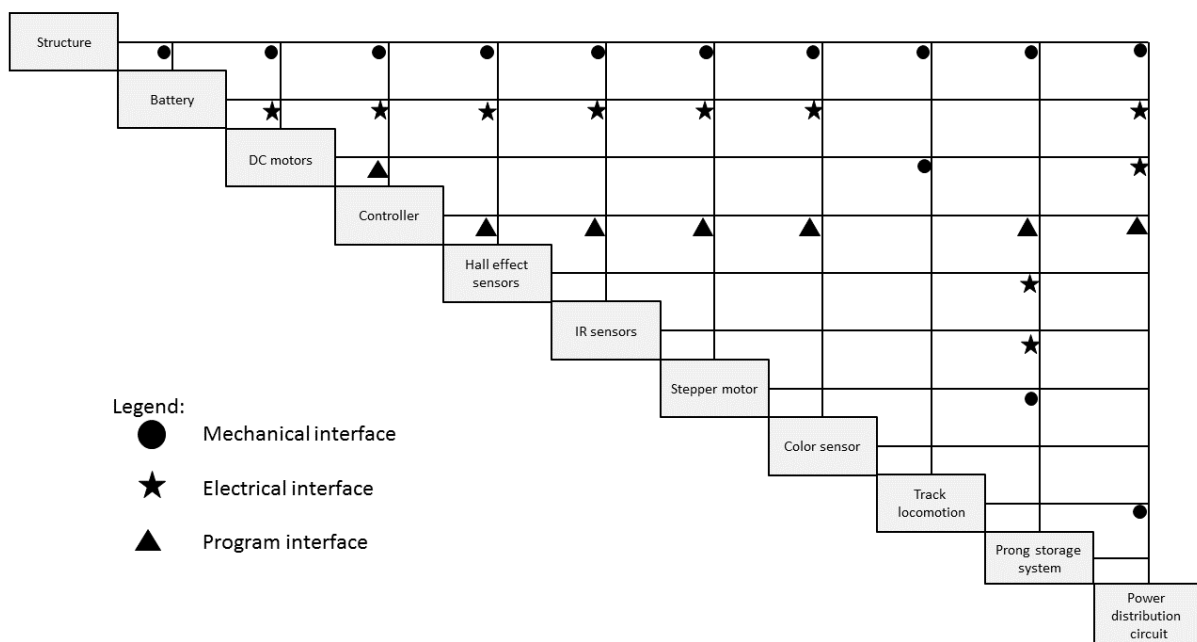 Structure
Battery
DC motors
Controller
Hall effect
sensors
IR sensors
Stepper motor
Color sensor
Track
locomotion
Prong storage
system
Power
distribution
circuit
Legend:
Mechanical interface
Electrical interface
Program interface